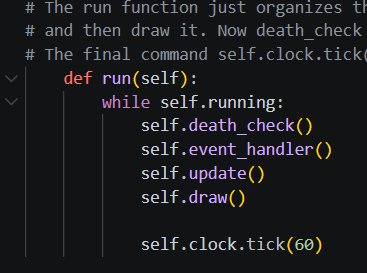 # The run function just organizes th
# and then draw it. Now death_check
# The final command self.clock.tick(
def run(self):
while self.running:
self.death_check()
self.event_handler()
self.update()
self.draw()
self.clock.tick(60)